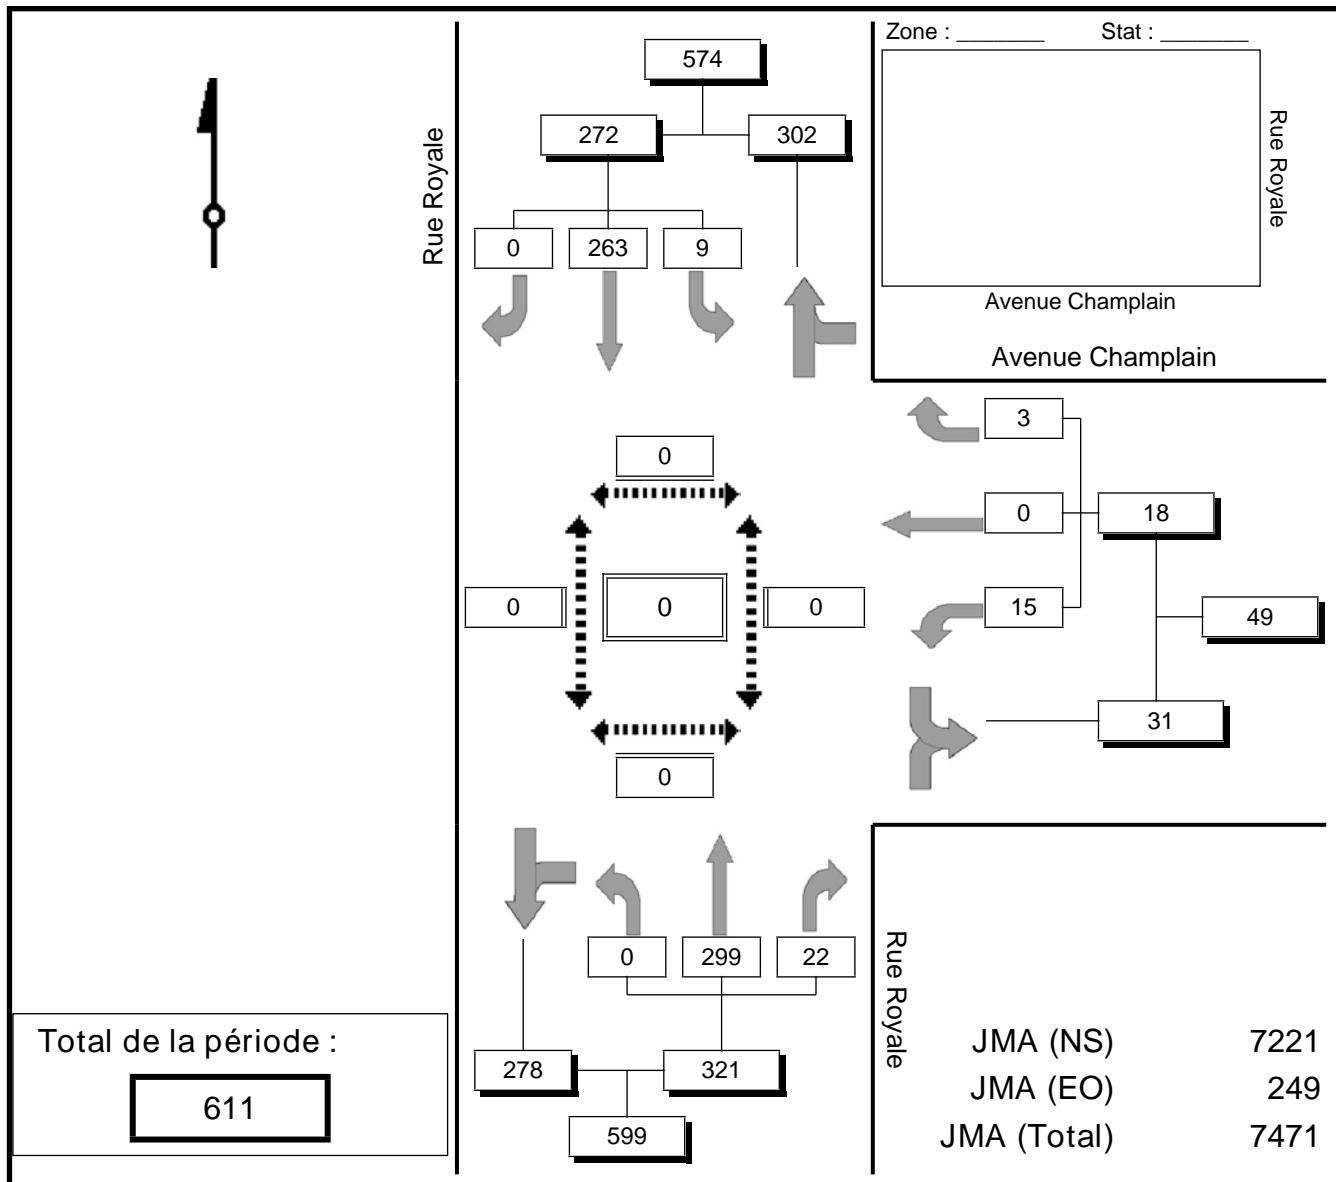 Zone : _______ Stat : _______
574
272 302
Rue Royale
Rue Royale
0 263 9
Avenue Champlain
Avenue Champlain
3
0
0 18
0 0 0
15 49
31
0
0 299 22
Rue Royale
278 321
599
Total de la période :
611
JMA (NS) 7221
JMA (EO) 249
JMA (Total) 7471